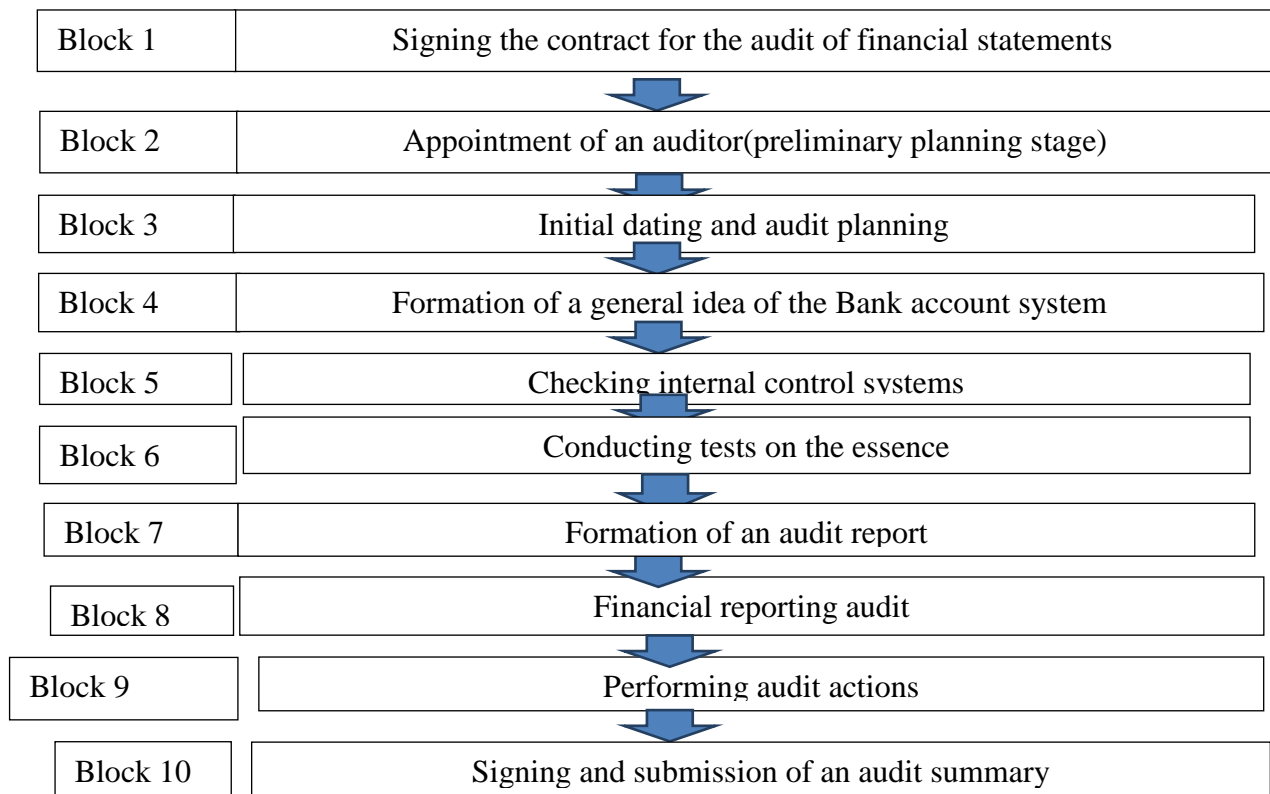 Block 1 Signing the contract for the audit of financial statements
Block 2 Appointment of an auditor(preliminary planning stage)
Block 3 Initial dating and audit planning
Block 4 Formation of a general idea of the Bank account system
Block 5 Checking internal control systems
Block 6 Conducting tests on the essence
Block 7 Formation of an audit report
Block 8 Financial reporting audit
Block 9 Performing audit actions
Block 10 Signing and submission of an audit summary